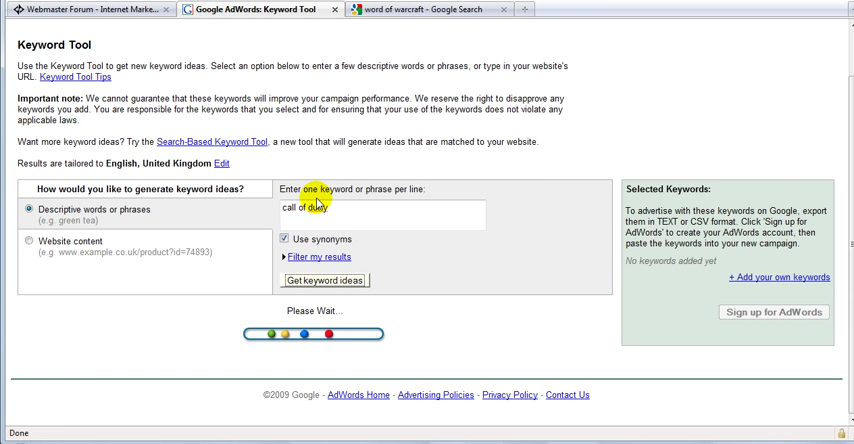 Webmaster Forum - Internet Marke...
Google AdWords: Keyword Tool
word of warcraft - Google Search
Keyword Tool
Use the Keyword Tool to get new keyword ideas. Select an option below to enter a few descriptive words or phrases, or type in your website's
URL. Keyword Tool Tips
Important note: We cannot guarantee that these keywords will improve your campaign performance. We reserve the right to disapprove any
keywords you add. You are responsible for the keywords that you select and for ensuring that your use of the keywords does not violate any
applicable laws.
Want more keyword ideas? Try the Search-Based Keyword Tool, a new tool that will generate ideas that are matched to your website.
Results are tailored to English, United Kingdom Edit
How would you like to generate keyword ideas?
Descriptive words or phrases
(e.g. green tea)
Website content
(e.g. www.example.co.uk/product?id=74893)
Enter one keyword or phrase per line:
call of duty
Use synonyms
Filter my results
Get keyword ideas
Selected Keywords:
To advertise with these keywords on Google, export
them in TEXT or CSV format. Click 'Sign up for
AdWords' to create your AdWords account, then
paste the keywords into your new campaign.
No keywords added yet
+ Add your own keywords
Sign up for AdWords
Please Wait...
©2009 Google - AdWords Home - Advertising Policies - Privacy Policy - Contact Us
Done